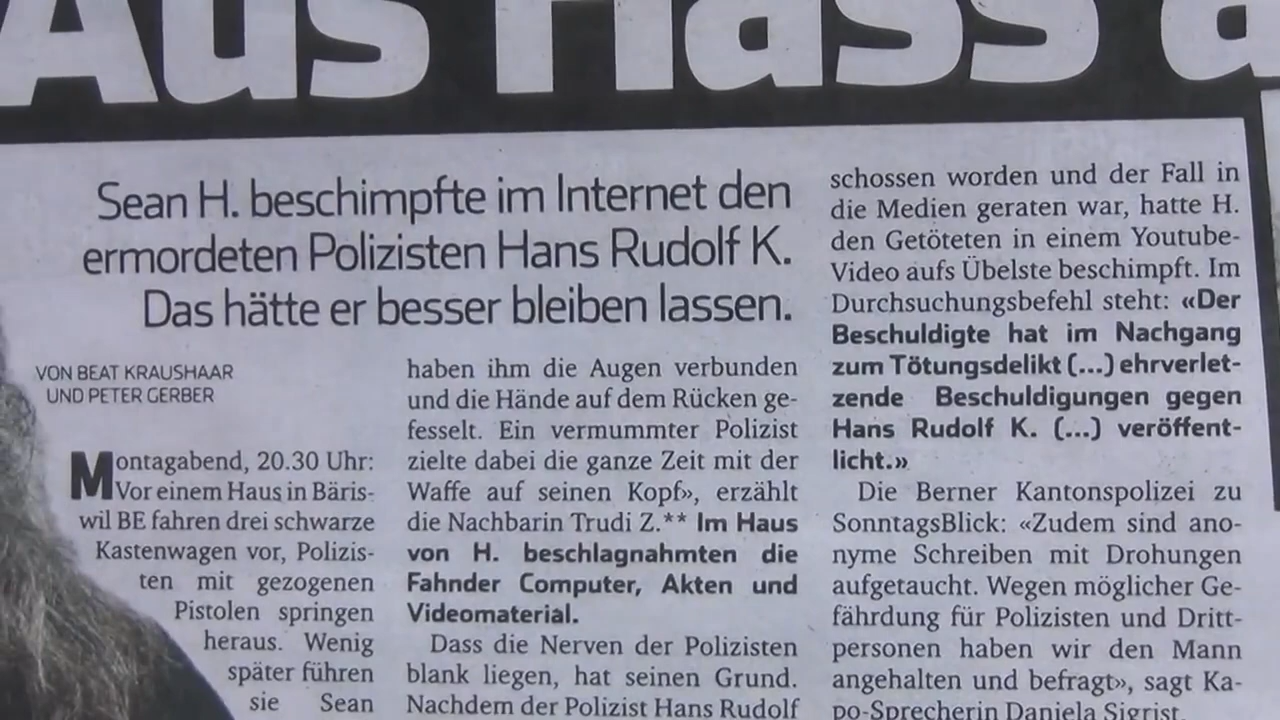 Aus Hass a
Sean H. beschimpfte im Internet den
ermordeten Polizisten Hans Rudolf K.
Das hätte er besser bleiben lassen.
VON BEAT KRAUSHAAR
UND PETER GERBER
Montagabend, 20.30 Uhr:
Vor einem Haus in Bäris-
wil BE fahren drei schwarze
Kastenwagen vor, Polizis-
ten mit gezogenen
Pistolen springen
heraus. Wenig
später führen
sie Sean
haben ihm die Augen verbunden
und die Hände auf dem Rücken ge-
fesselt. Ein vermummter Polizist
zielte dabei die ganze Zeit mit der
Waffe auf seinen Kopf», erzählt
die Nachbarin Trudi Z.** Im Haus
von H. beschlagnahmten die
Fahnder Computer, Akten und
Videomaterial.
Dass die Nerven der Polizisten
blank liegen, hat seinen Grund.
Nachdem der Polizist Hans Rudolf
schossen worden und der Fall in
die Medien geraten war, hatte H.
den Getöteten in einem Youtube-
Video aufs Übelste beschimpft. Im
Durchsuchungsbefehl steht: «Der
Beschuldigte hat im Nachgang
zum Tötungsdelikt (...) ehrverlet-
zende Beschuldigungen gegen
Hans Rudolf K. (...) veröffent-
licht.»
Die Berner Kantonspolizei zu
SonntagsBlick: «Zudem sind ano-
nyme Schreiben mit Drohungen
aufgetaucht. Wegen möglicher Ge-
fährdung für Polizisten und Dritt-
personen haben wir den Mann
angehalten und befragt», sagt Ka-
po-Sprecherin Daniela Sigrist.